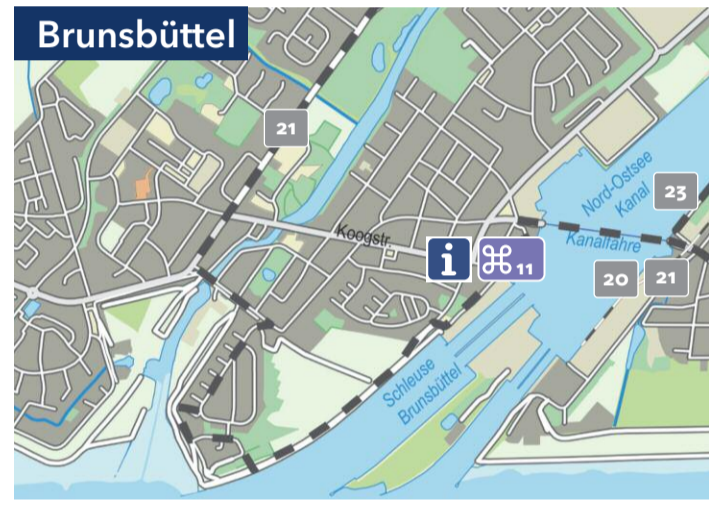 Brunsbüttel
21
Nord-Ostsee
Kanal
23
Koogstr.
Kanalfähre
i
⌘ 11
20
21
Schleuse
Brunsbüttel